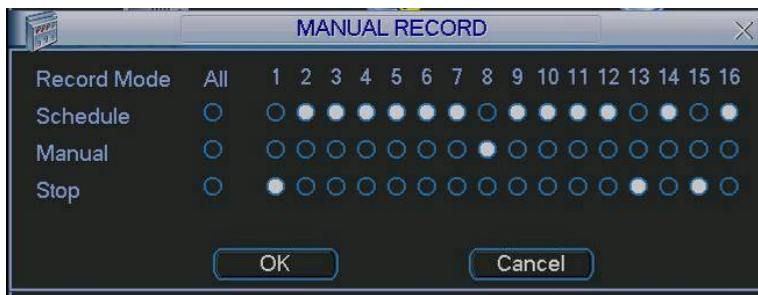 MANUAL RECORD
Record Mode All 1 2 3 4 5 6 7 8 9 10 11 12 13 14 15 16
Schedule
Manual
Stop
OK Cancel